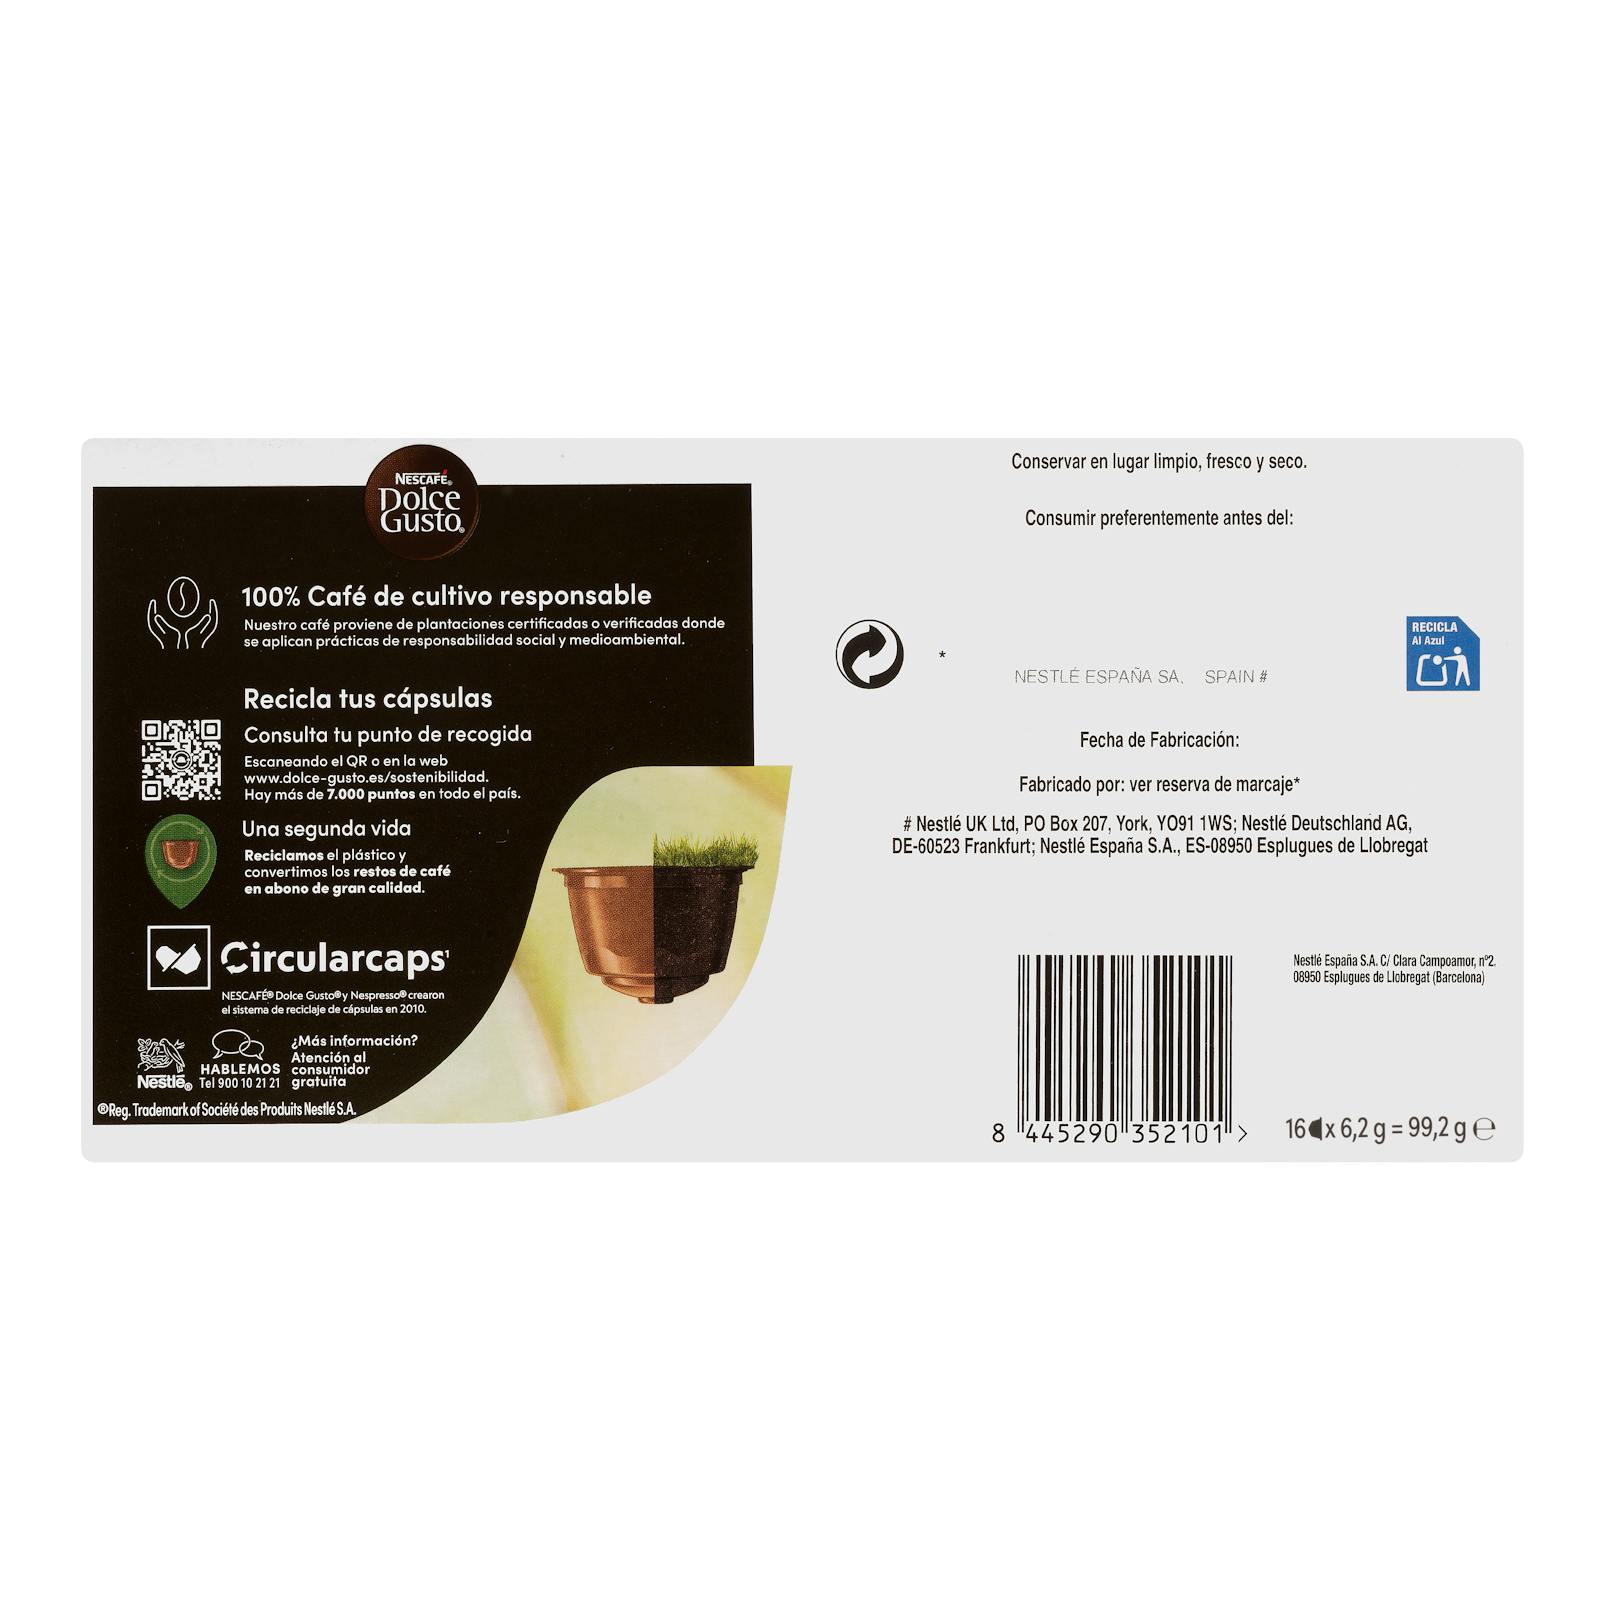 NESCAFÉ®
Dolce
Gusto®
100% Café de cultivo responsable
Nuestro café proviene de plantaciones certificadas o verificadas donde
se aplican prácticas de responsabilidad social y medioambiental.
Recicla tus cápsulas
Consulta tu punto de recogida
Escaneando el QR o en la web
www.dolce-gusto.es/sostenibilidad.
Hay más de 7.000 puntos en todo el país.
Una segunda vida
Reciclamos el plástico y
convertimos los restos de café
en abono de gran calidad.
Circularcaps¹
NESCAFÉ® Dolce Gusto® y Nespresso® crearon
el sistema de reciclaje de cápsulas en 2010.
Nestlé®
HABLEMOS
Tel 900 10 21 21
¿Más información?
Atención al
consumidor
gratuita
®Reg. Trademark of Société des Produits Nestlé S.A.
Conservar en lugar limpio, fresco y seco.
Consumir preferentemente antes del:
*
NESTLÉ ESPAÑA SA, SPAIN #
RECICLA
Al Azul
Fecha de Fabricación:
Fabricado por: ver reserva de marcaje*
# Nestlé UK Ltd, PO Box 207, York, YO91 1WS; Nestlé Deutschland AG,
DE-60523 Frankfurt; Nestlé España S.A., ES-08950 Esplugues de Llobregat
Nestlé España S.A. C/ Clara Campoamor, nº2.
08950 Esplugues de Llobregat (Barcelona)
8 445290 352101 >
16 x 6,2 g = 99,2 g ℮